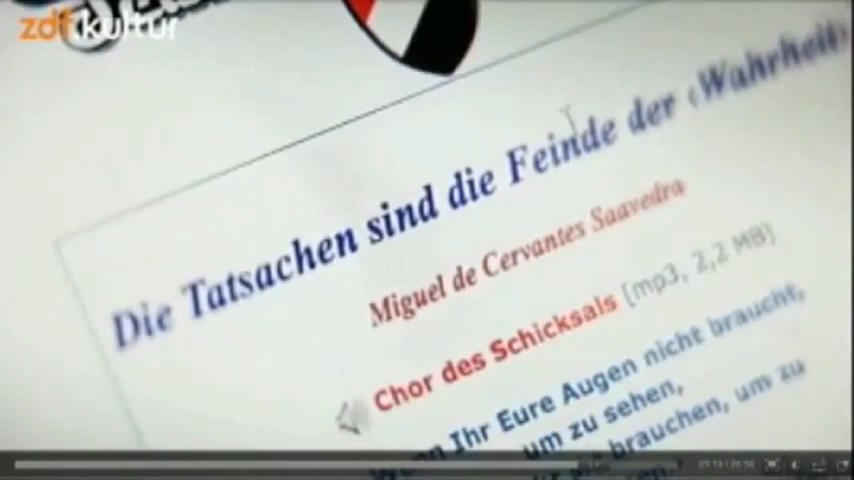 zdf.kultur
Die Tatsachen sind die Feinde der ‹Wahrheit›
Miguel de Cervantes Saavedra
Chor des Schicksals [mp3, 2,2 MB]
Ihr Eure Augen nicht braucht,
um zu sehen,
brauchen, um zu